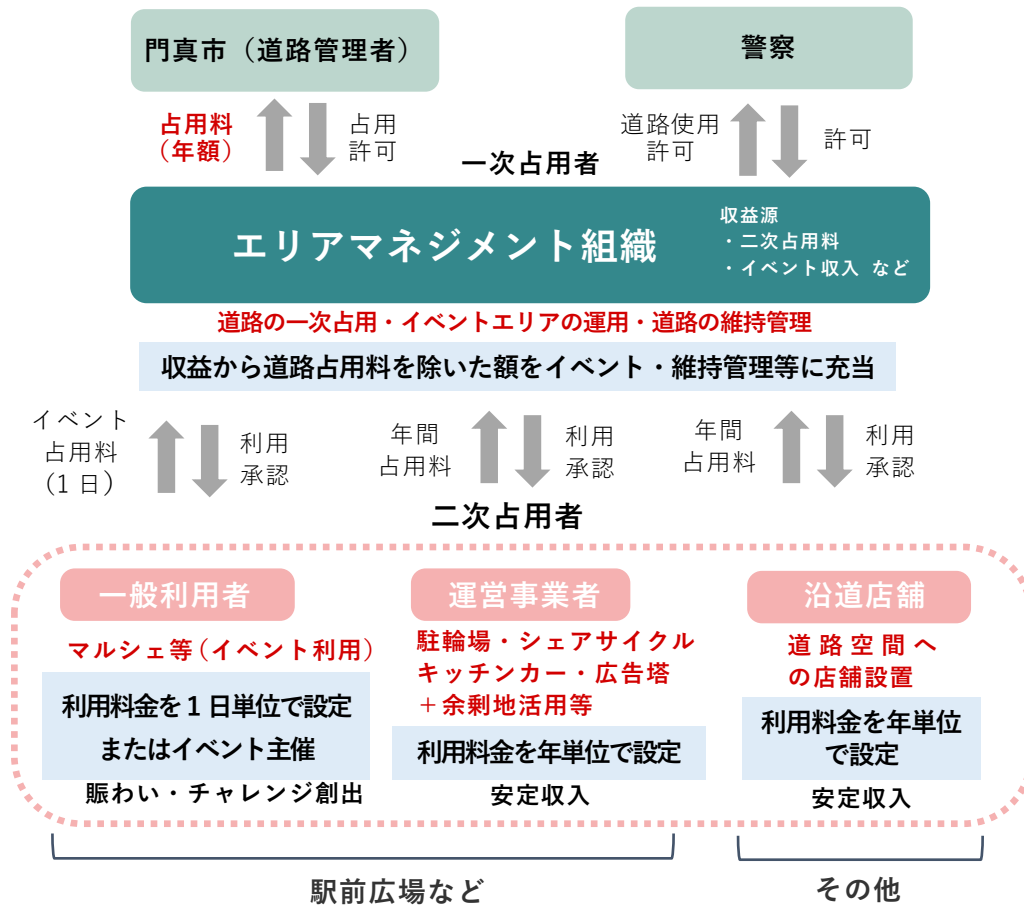 門真市（道路管理者）
警察
占用料
（年額）
占用
許可
道路使用
許可
許可
一次占用者
エリアマネジメント組織
収益源
・二次占用料
・イベント収入 など
道路の一次占用・イベントエリアの運用・道路の維持管理
収益から道路占用料を除いた額をイベント・維持管理等に充当
イベント
占用料
（1 日）
利用
承認
年間
占用料
利用
承認
年間
占用料
利用
承認
二次占用者
一般利用者
マルシェ等（イベント利用）
利用料金を 1 日単位で設定
またはイベント主催
賑わい・チャレンジ創出
運営事業者
駐輪場・シェアサイクル
キッチンカー・広告塔
＋余剰地活用等
利用料金を年単位で設定
安定収入
沿道店舗
道路空間へ
の店舗設置
利用料金を年単位
で設定
安定収入
駅前広場など
その他